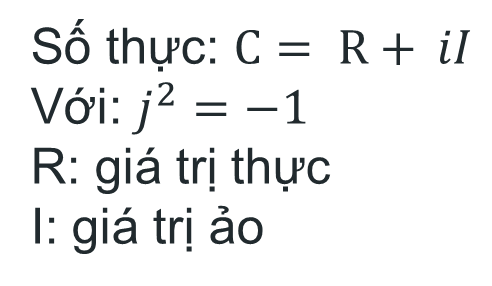 Số thực: C = R + iI
Với: j² = −1
R: giá trị thực
I: giá trị ảo